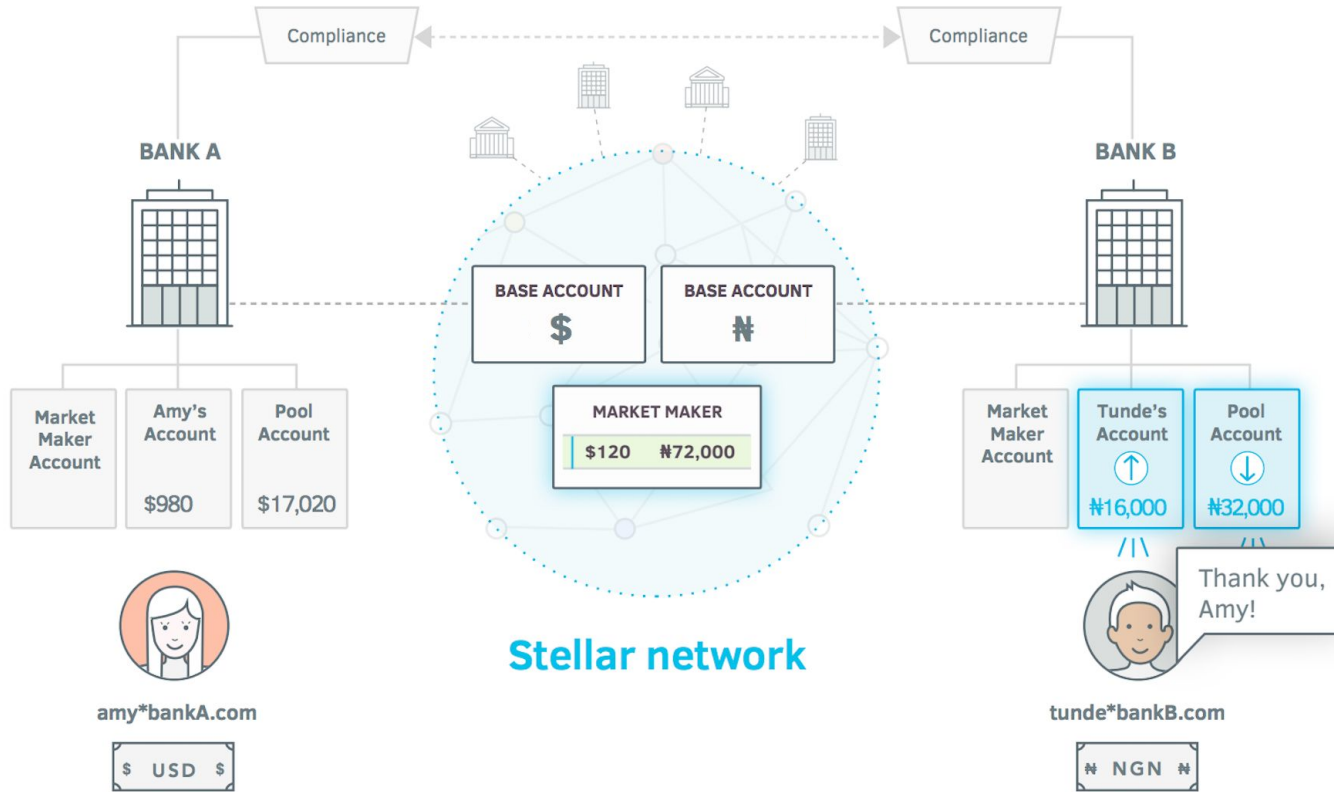 Compliance
Compliance
BANK A
BANK B
BASE ACCOUNT
$
BASE ACCOUNT
₦
MARKET MAKER
$120 ₦72,000
Market
Maker
Account
Amy's
Account
$980
Pool
Account
$17,020
Market
Maker
Account
Tunde's
Account
₦16,000
Pool
Account
₦32,000
Thank you,
Amy!
Stellar network
amy*bankA.com
$ USD $
tunde*bankB.com
₦ NGN ₦